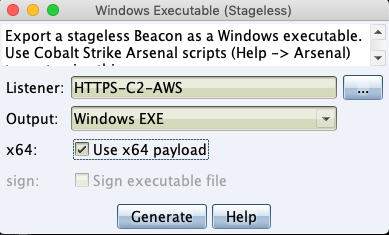 Windows Executable (Stageless)
Export a stageless Beacon as a Windows executable.
Use Cobalt Strike Arsenal scripts (Help -> Arsenal)
Listener: HTTPS-C2-AWS ...
Output: Windows EXE
x64: Use x64 payload
sign: Sign executable file
Generate Help